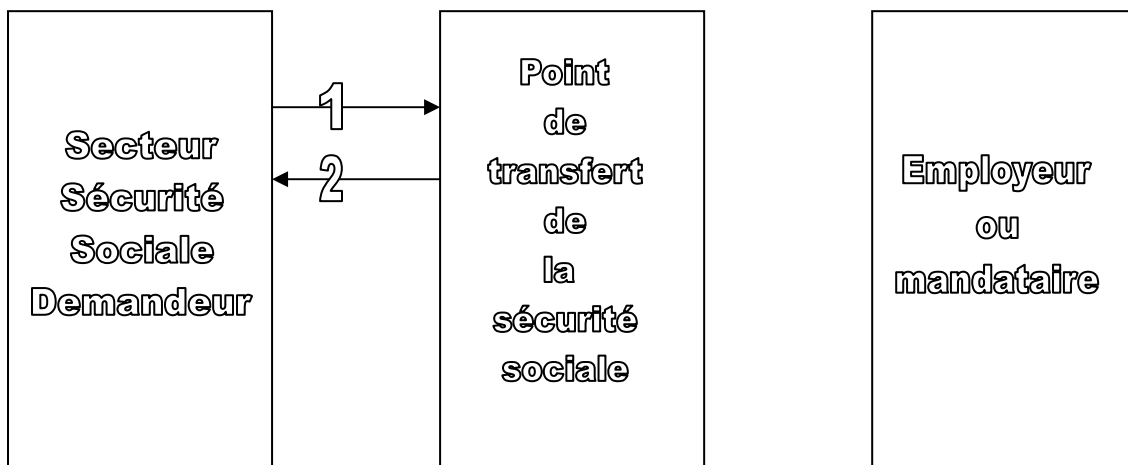 Secteur
Sécurité
Sociale
Demandeur
1
2
Point
de
transfert
de
la
sécurité
sociale
Employeur
ou
mandataire